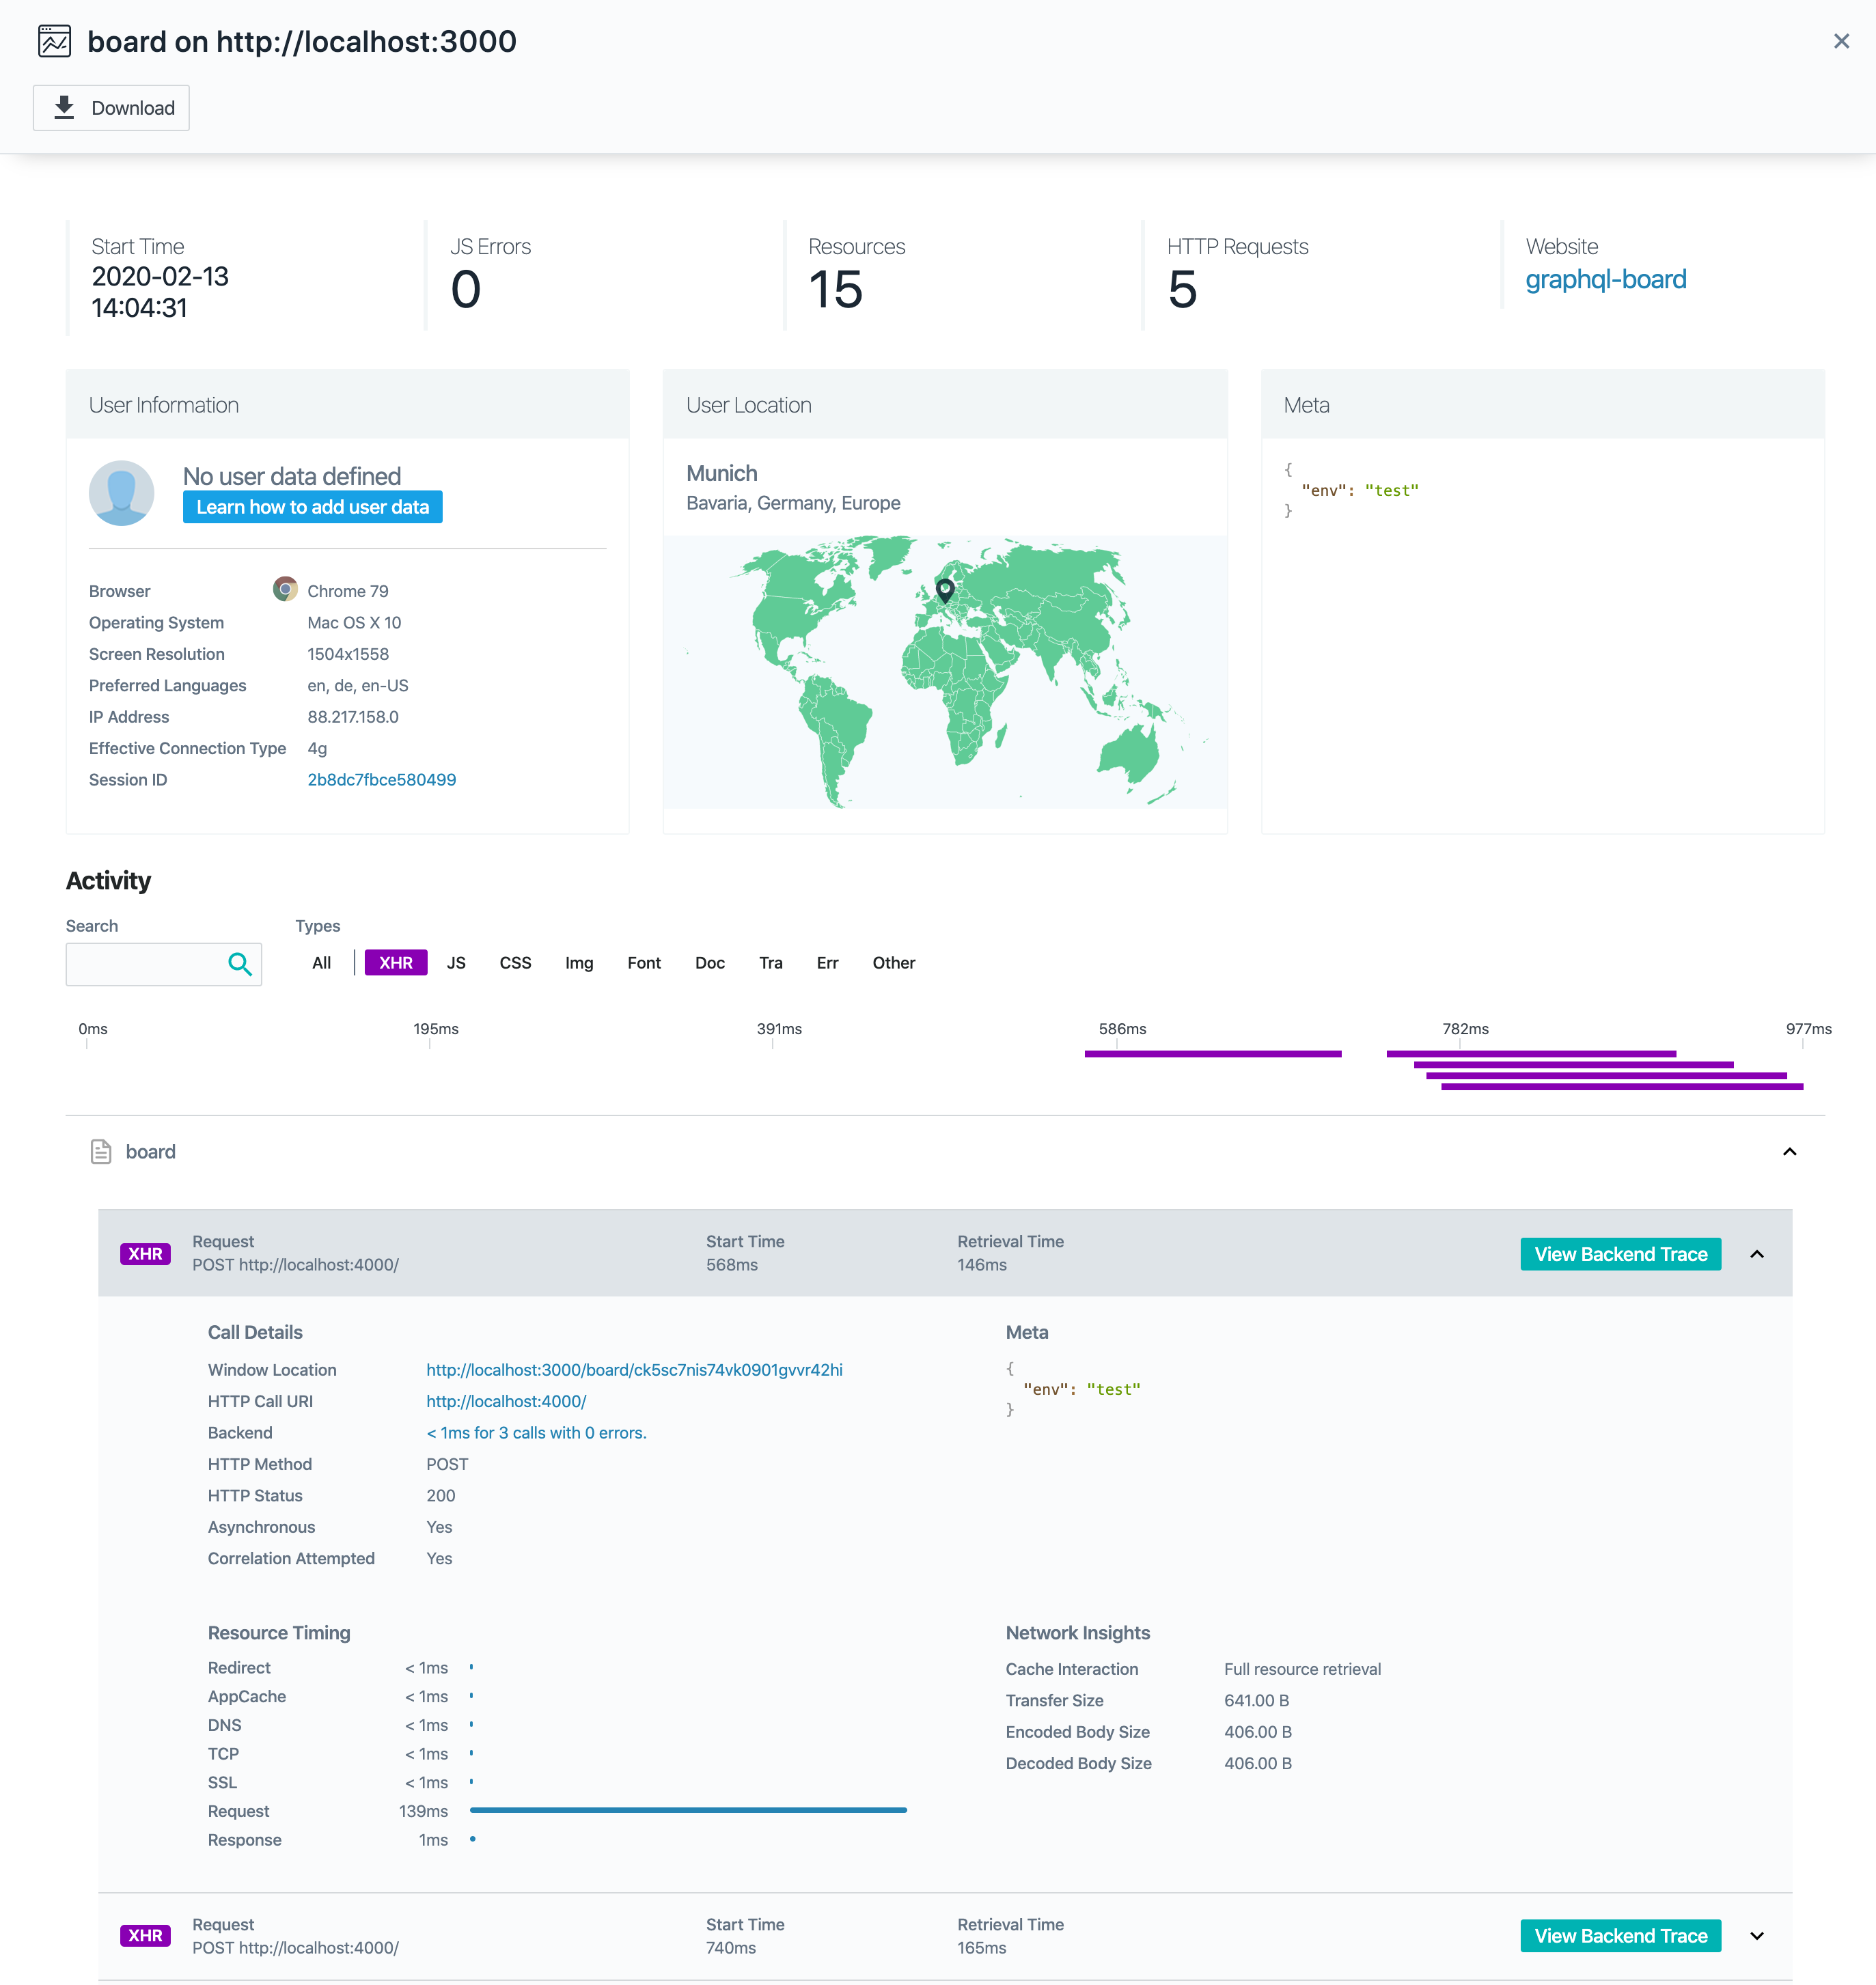 board on http://localhost:3000
Download
Start Time
2020-02-13
14:04:31
JS Errors
0
Resources
15
HTTP Requests
5
Website
graphql-board
User Information
No user data defined
Learn how to add user data
Browser Chrome 79
Operating System Mac OS X 10
Screen Resolution 1504x1558
Preferred Languages en, de, en-US
IP Address 88.217.158.0
Effective Connection Type 4g
Session ID 2b8dc7fbce580499
User Location
Munich
Bavaria, Germany, Europe
Meta
{
"env": "test"
}
Activity
Search Types
All XHR JS CSS Img Font Doc Tra Err Other
0ms 195ms 391ms 586ms 782ms 977ms
board
XHR
Request Start Time Retrieval Time
POST http://localhost:4000/ 568ms 146ms
View Backend Trace
Call Details
Window Location http://localhost:3000/board/ck5sc7nis74vk0901gvvr42hi
HTTP Call URI http://localhost:4000/
Backend < 1ms for 3 calls with 0 errors.
HTTP Method POST
HTTP Status 200
Asynchronous Yes
Correlation Attempted Yes
Meta
{
"env": "test"
}
Resource Timing
Redirect < 1ms
AppCache < 1ms
DNS < 1ms
TCP < 1ms
SSL < 1ms
Request 139ms
Response 1ms
Network Insights
Cache Interaction Full resource retrieval
Transfer Size 641.00 B
Encoded Body Size 406.00 B
Decoded Body Size 406.00 B
XHR
Request Start Time Retrieval Time
POST http://localhost:4000/ 740ms 165ms
View Backend Trace